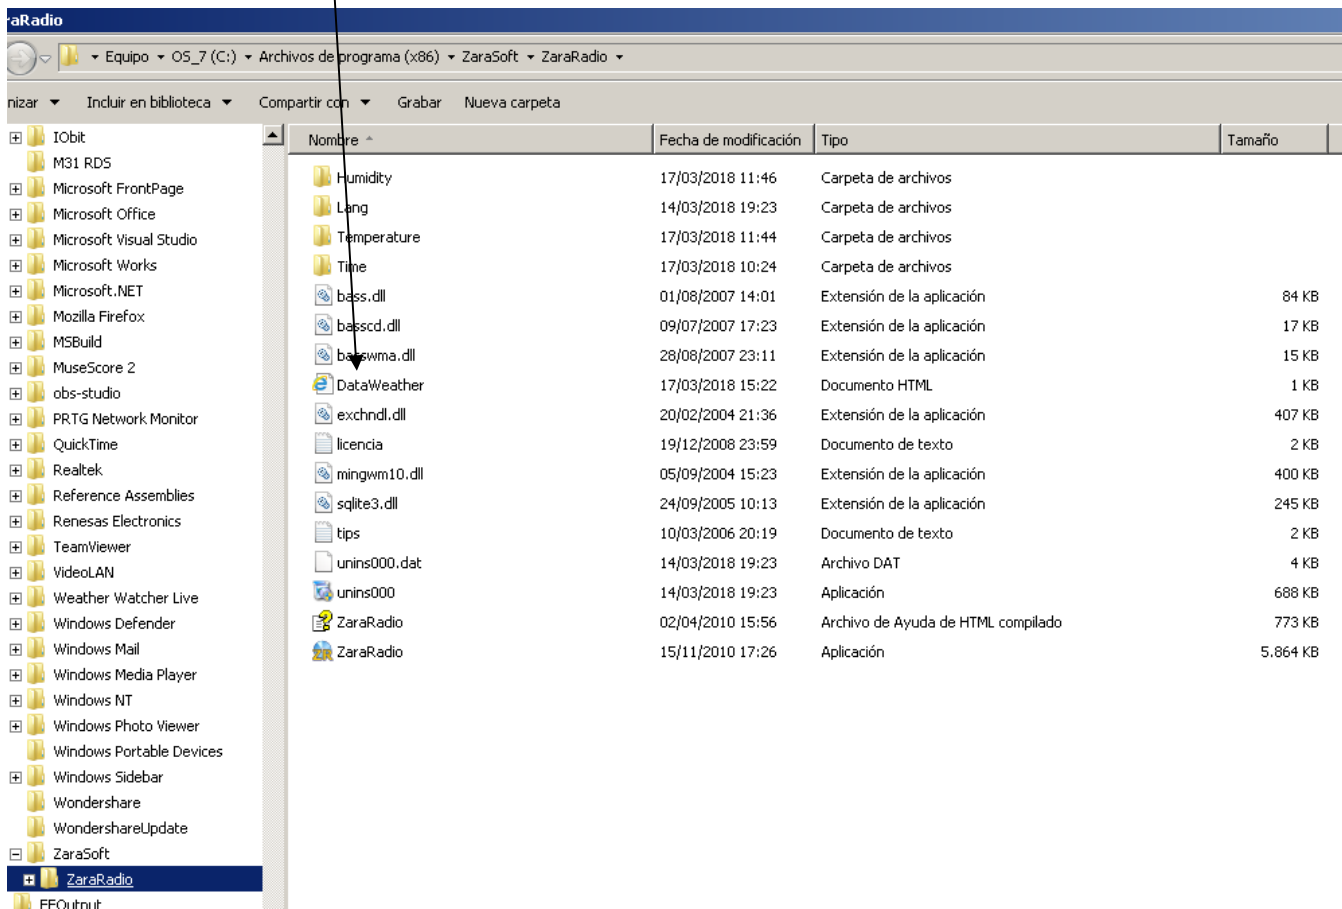 aRadio
Equipo OS_7 (C:) Archivos de programa (x86) ZaraSoft ZaraRadio
nizar Incluir en biblioteca Compartir con Grabar Nueva carpeta
IObit
M31 RDS
Microsoft FrontPage
Microsoft Office
Microsoft Visual Studio
Microsoft Works
Microsoft.NET
Mozilla Firefox
MSBuild
MuseScore 2
obs-studio
PRTG Network Monitor
QuickTime
Realtek
Reference Assemblies
Renesas Electronics
TeamViewer
VideoLAN
Weather Watcher Live
Windows Defender
Windows Mail
Windows Media Player
Windows NT
Windows Photo Viewer
Windows Portable Devices
Windows Sidebar
Wondershare
WondershareUpdate
ZaraSoft
ZaraRadio
FFOutput
Nombre Fecha de modificación Tipo Tamaño
Humidity 17/03/2018 11:46 Carpeta de archivos
Lang 14/03/2018 19:23 Carpeta de archivos
Temperature 17/03/2018 11:44 Carpeta de archivos
Time 17/03/2018 10:24 Carpeta de archivos
bass.dll 01/08/2007 14:01 Extensión de la aplicación 84 KB
basscd.dll 09/07/2007 17:23 Extensión de la aplicación 17 KB
basswma.dll 28/08/2007 23:11 Extensión de la aplicación 15 KB
DataWeather 17/03/2018 15:22 Documento HTML 1 KB
exchndl.dll 20/02/2004 21:36 Extensión de la aplicación 407 KB
licencia 19/12/2008 23:59 Documento de texto 2 KB
mingwm10.dll 05/09/2004 15:23 Extensión de la aplicación 400 KB
sqlite3.dll 24/09/2005 10:13 Extensión de la aplicación 245 KB
tips 10/03/2006 20:19 Documento de texto 2 KB
unins000.dat 14/03/2018 19:23 Archivo DAT 4 KB
unins000 14/03/2018 19:23 Aplicación 688 KB
ZaraRadio 02/04/2010 15:56 Archivo de Ayuda de HTML compilado 773 KB
ZaraRadio 15/11/2010 17:26 Aplicación 5.864 KB